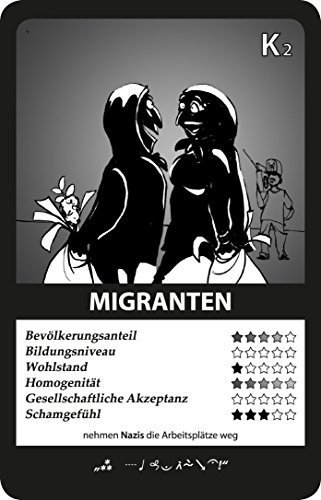 K2
MIGRANTEN
Bevölkerungsanteil
Bildungsniveau
Wohlstand
Homogenität
Gesellschaftliche Akzeptanz
Schamgefühl
nehmen Nazis die Arbeitsplätze weg